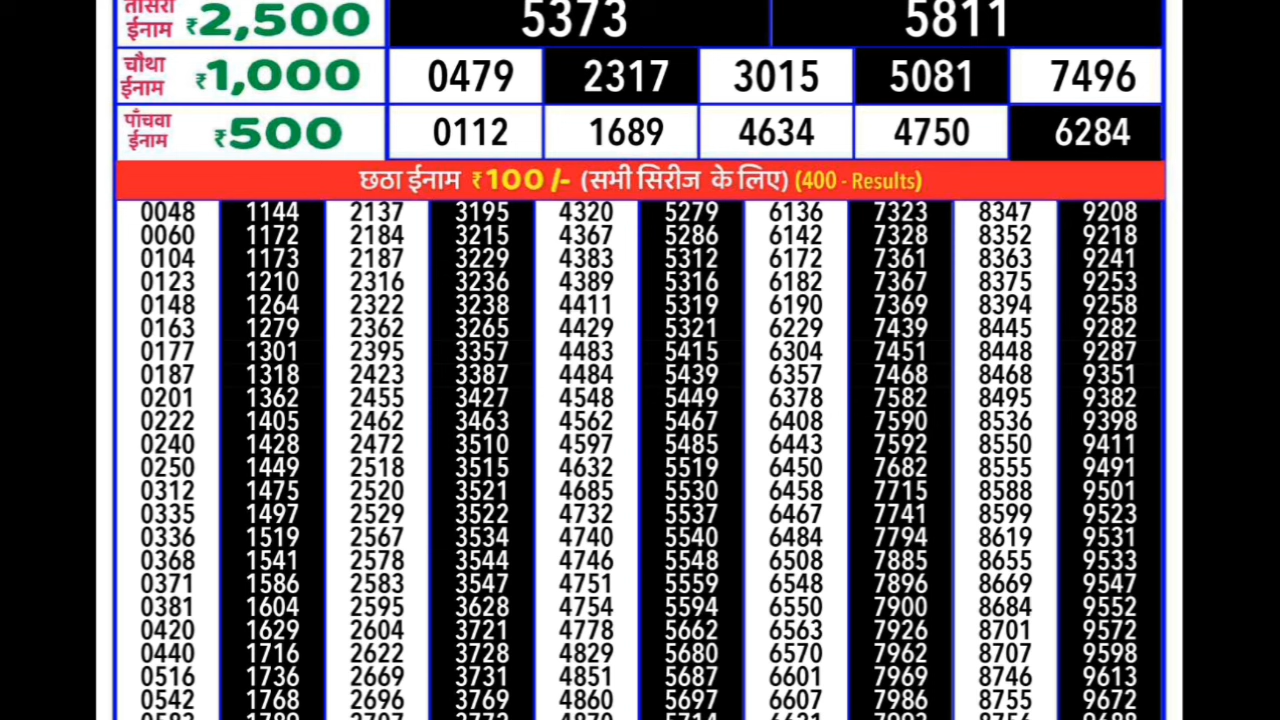 तीसरा
ईनाम ₹2,500 5373 5811
चौथा
ईनाम ₹1,000 0479 2317 3015 5081 7496
पाँचवा
ईनाम ₹500 0112 1689 4634 4750 6284
छठा ईनाम ₹100/- (सभी सिरीज के लिए) (400 - Results)
0048 1144 2137 3195 4320 5279 6136 7323 8347 9208
0060 1172 2184 3215 4367 5286 6142 7328 8352 9218
0104 1173 2187 3229 4383 5312 6172 7361 8363 9241
0123 1210 2316 3236 4389 5316 6182 7367 8375 9253
0148 1264 2322 3238 4411 5319 6190 7369 8394 9258
0163 1279 2362 3265 4429 5321 6229 7439 8445 9282
0177 1301 2395 3357 4483 5415 6304 7451 8448 9287
0187 1318 2423 3387 4484 5439 6357 7468 8468 9351
0201 1362 2455 3427 4548 5449 6378 7582 8495 9382
0222 1405 2462 3463 4562 5467 6408 7590 8536 9398
0240 1428 2472 3510 4597 5485 6443 7592 8550 9411
0250 1449 2518 3515 4632 5519 6450 7682 8555 9491
0312 1475 2520 3521 4685 5530 6458 7715 8588 9501
0335 1497 2529 3522 4732 5537 6467 7741 8599 9523
0336 1519 2567 3534 4740 5540 6484 7794 8619 9531
0368 1541 2578 3544 4746 5548 6508 7885 8655 9533
0371 1586 2583 3547 4751 5559 6548 7896 8669 9547
0381 1604 2595 3628 4754 5594 6550 7900 8684 9552
0420 1629 2604 3721 4778 5662 6563 7926 8701 9572
0440 1716 2622 3728 4829 5680 6570 7962 8707 9598
0516 1736 2669 3731 4851 5687 6601 7969 8746 9613
0542 1768 2696 3769 4860 5697 6607 7986 8755 9672